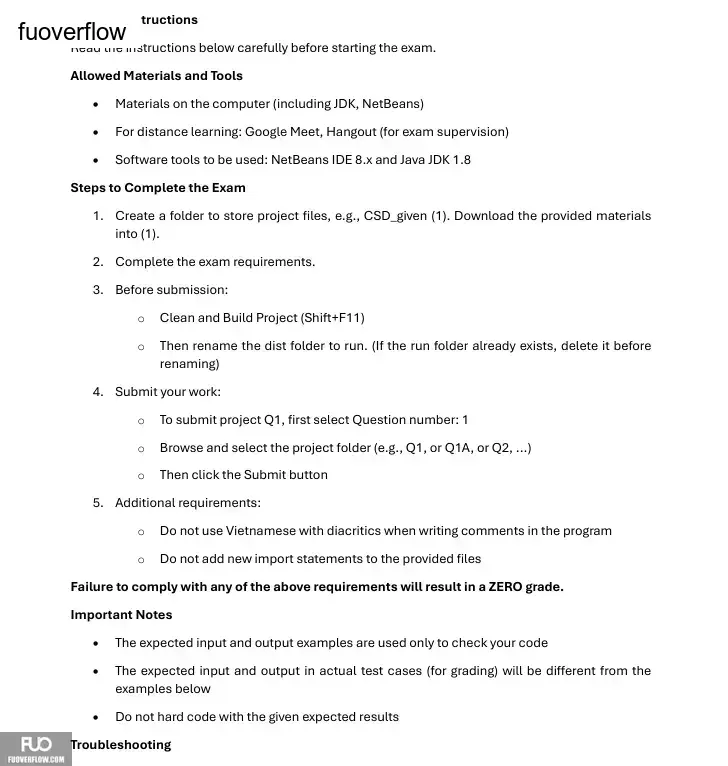 tructions
fuoverflow
Read the instructions below carefully before starting the exam.
Allowed Materials and Tools
• Materials on the computer (including JDK, NetBeans)
• For distance learning: Google Meet, Hangout (for exam supervision)
• Software tools to be used: NetBeans IDE 8.x and Java JDK 1.8
Steps to Complete the Exam
1. Create a folder to store project files, e.g., CSD_given (1). Download the provided materials
into (1).
2. Complete the exam requirements.
3. Before submission:
o Clean and Build Project (Shift+F11)
o Then rename the dist folder to run. (If the run folder already exists, delete it before
renaming)
4. Submit your work:
o To submit project Q1, first select Question number: 1
o Browse and select the project folder (e.g., Q1, or Q1A, or Q2, ...)
o Then click the Submit button
5. Additional requirements:
o Do not use Vietnamese with diacritics when writing comments in the program
o Do not add new import statements to the provided files
Failure to comply with any of the above requirements will result in a ZERO grade.
Important Notes
• The expected input and output examples are used only to check your code
• The expected input and output in actual test cases (for grading) will be different from the
examples below
• Do not hard code with the given expected results
Troubleshooting
FUO
FUOVERFLOW.COM